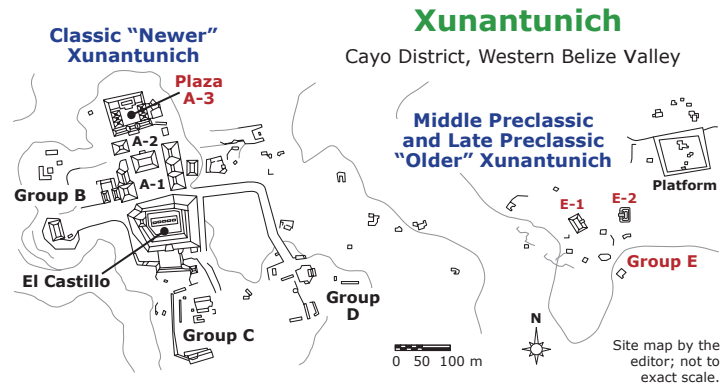 Xunantunich
Cayo District, Western Belize Valley
Classic “Newer”
Xunantunich
Plaza
A-3
A-2
A-1
Group B
El Castillo
Group C
Group
D
Middle Preclassic
and Late Preclassic
“Older” Xunantunich
Platform
E-1
E-2
Group E
N
0 50 100 m
Site map by the
editor; not to
exact scale.